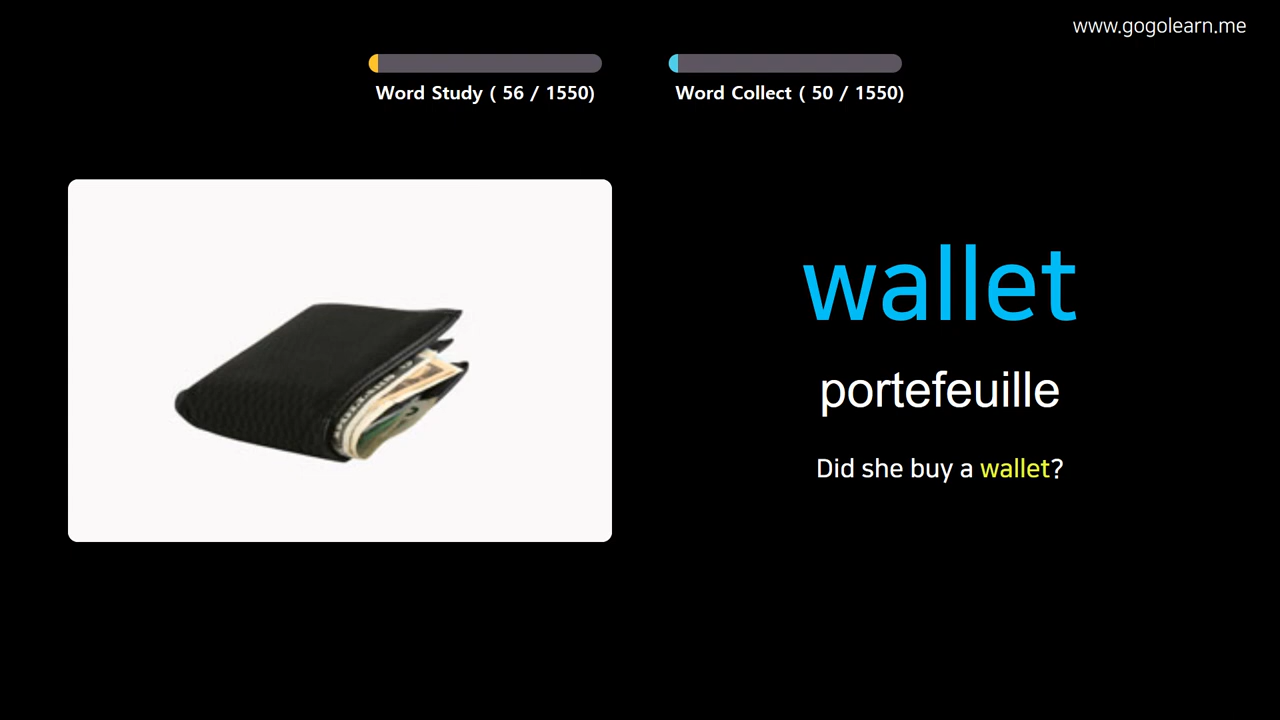 www.gogolearn.me
Word Study ( 56 / 1550)
Word Collect ( 50 / 1550)
wallet
portefeuille
Did she buy a wallet?